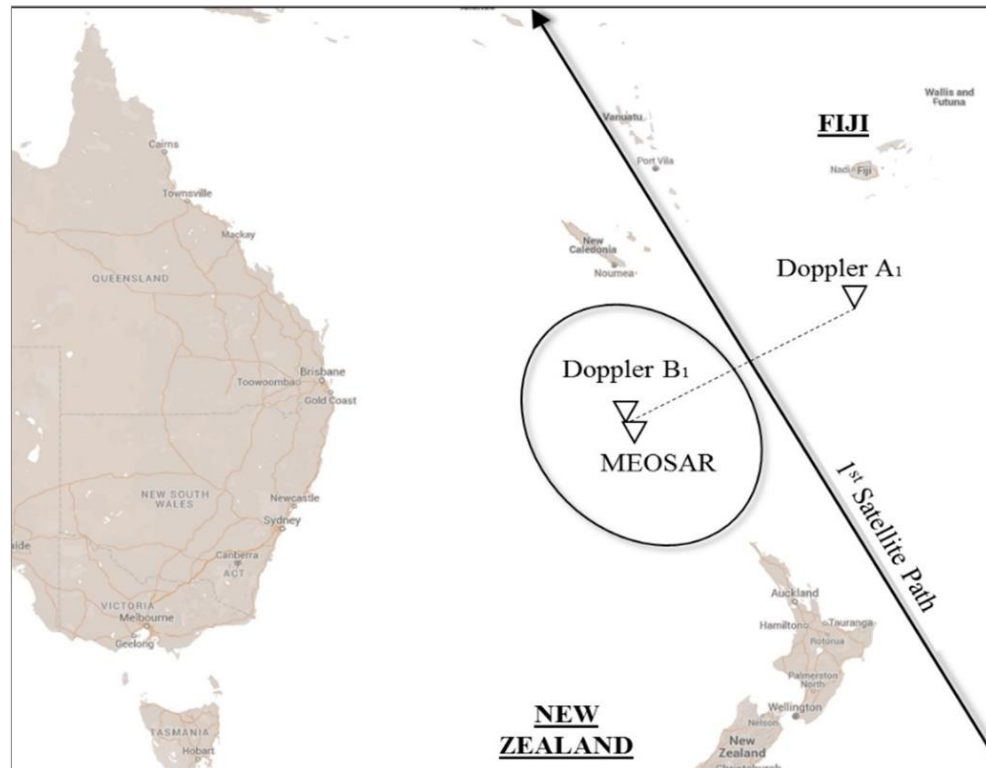 Wallis and
Futuna
Vanuatu
FIJI
Cairns
Port Vila
Nadi
Fiji
Townsville
Mackay
New
Caledonia
Noumea
QUEENSLAND
Doppler A1
Brisbane
Toowoomba
Gold Coast
Doppler B1
MEOSAR
NEW SOUTH
WALES
Newcastle
Sydney
1st Satellite Path
aide
Canberra
ACT
VICTORIA
Melbourne
Geelong
Auckland
Hamilton
Tauranga
Rotorua
Palmerston
North
Wellington
Nelson
NEW
ZEALAND
New
Zealand
Christchurch
TASMANIA
Hobart